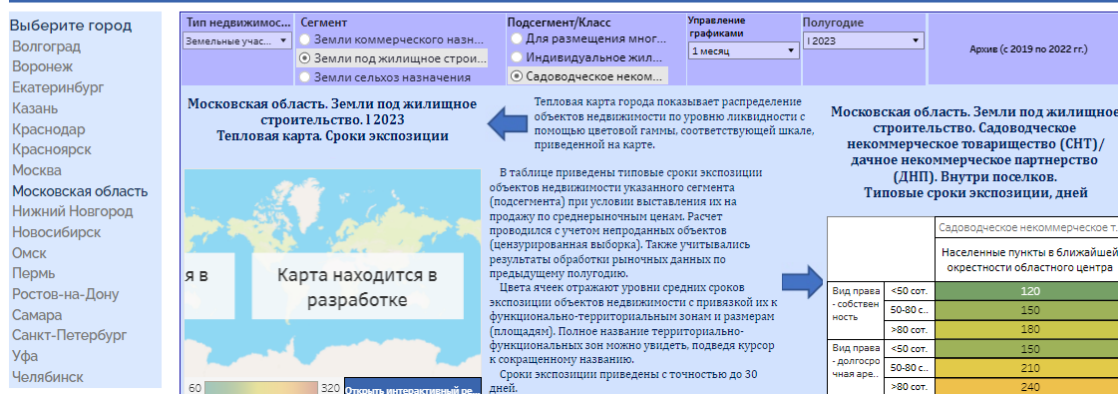 Выберите город
Волгоград
Воронеж
Екатеринбург
Казань
Краснодар
Красноярск
Москва
Московская область
Нижний Новгород
Новосибирск
Омск
Пермь
Ростов-на-Дону
Самара
Санкт-Петербург
Уфа
Челябинск
Тип недвижимос...
Земельные учас...
Сегмент
Земли коммерческого назн...
Земли под жилищное строи...
Земли сельхоз назначения
Подсегмент/Класс
Для размещения мног...
Индивидуальное жил...
Садоводческое неком...
Управление
графиками
1 месяц
Полугодие
I 2023
Архив (с 2019 по 2022 гг.)
Московская область. Земли под жилищное
строительство. I 2023
Тепловая карта. Сроки экспозиции
Тепловая карта города показывает распределение
объектов недвижимости по уровню ликвидности с
помощью цветовой гаммы, соответствующей шкале,
приведенной на карте.
я в
Карта находится в
разработке
60
320
Открыть интерактивный ре...
В таблице приведены типовые сроки экспозиции
объектов недвижимости указанного сегмента
(подсегмента) при условии выставления их на
продажу по среднерыночным ценам. Расчет
проводился с учетом непроданных объектов
(цензурированная выборка). Также учитывались
результаты обработки рыночных данных по
предыдущему полугодию.
Цвета ячеек отражают уровни средних сроков
экспозиции объектов недвижимости с привязкой их к
функционально-территориальным зонам и размерам
(площадям). Полное название территориально-
функциональных зон можно увидеть, подведя курсор
к сокращенному названию.
Сроки экспозиции приведены с точностью до 30
дней.
Московская область. Земли под жилищное
строительство. Садоводческое
некоммерческое товарищество (СНТ)/
дачное некоммерческое партнерство
(ДНП). Внутри поселков.
Типовые сроки экспозиции, дней
Садоводческое некоммерческое т..
Населенные пункты в ближайшей
окрестности областного центра
Вид права
- собствен
ность
<50 сот. 120
50-80 с.. 150
>80 сот. 180
Вид права
- долгосро
чная аре..
<50 сот. 150
50-80 с.. 210
>80 сот. 240